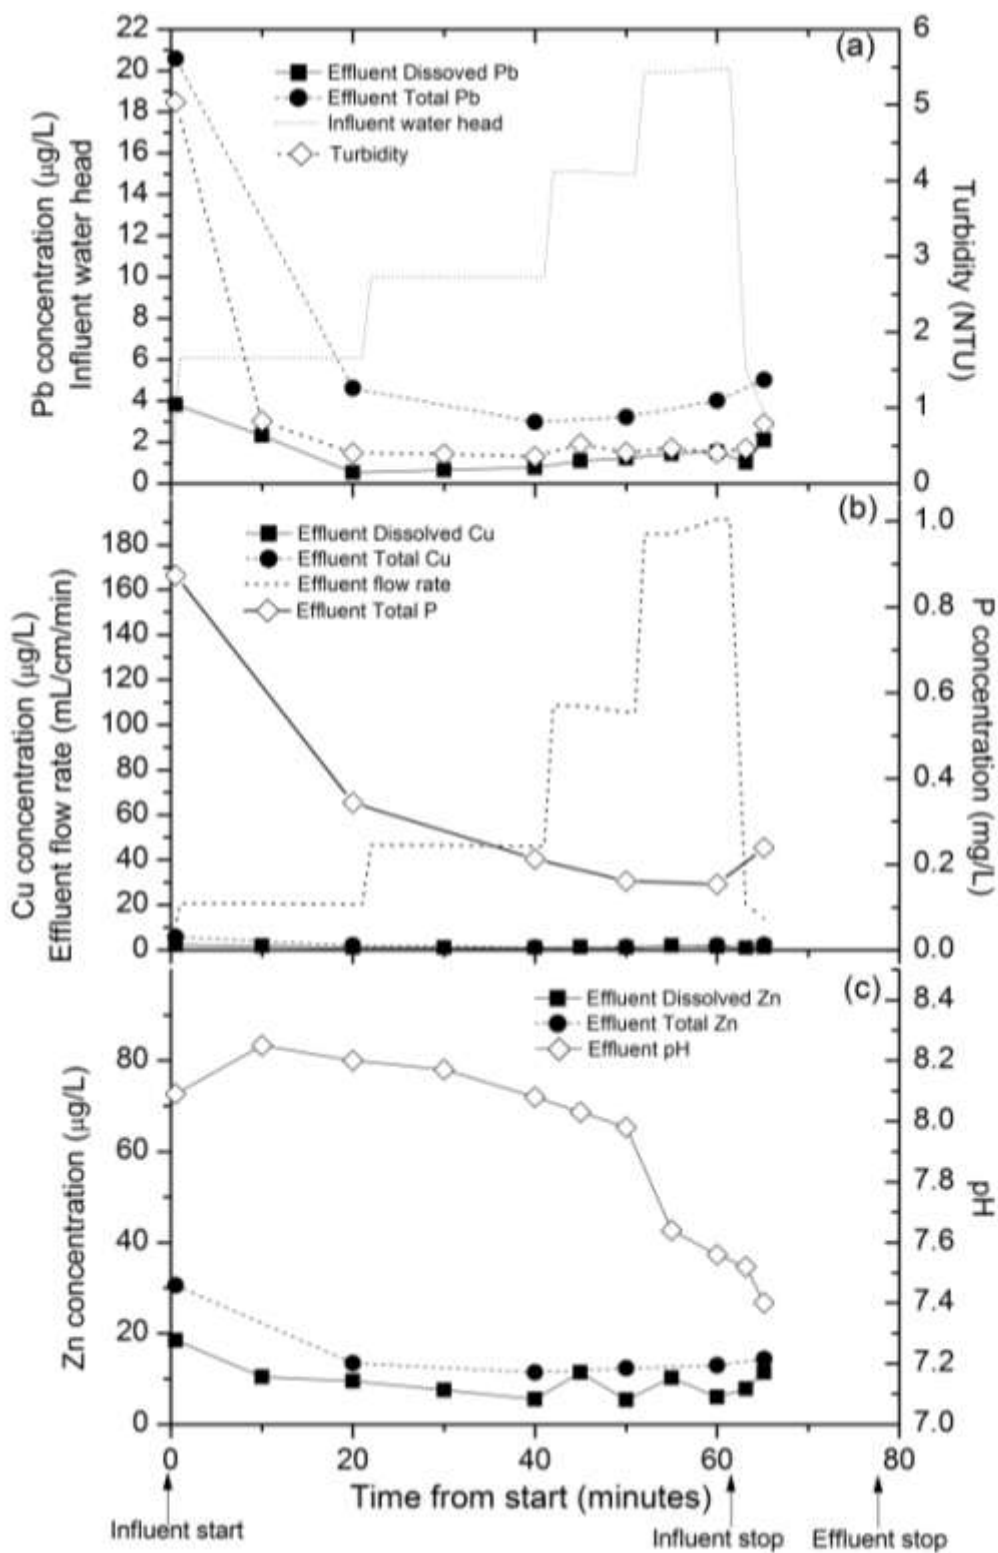 (a)
Effluent Dissoved Pb
Effluent Total Pb
Influent water head
Turbidity
Pb concentration (µg/L)
Influent water head
22
20
18
16
14
12
10
8
6
4
2
0
6
5
4
3
2
1
0
Turbidity (NTU)
(b)
Effluent Dissolved Cu
Effluent Total Cu
Effluent flow rate
Effluent Total P
Cu concentration (µg/L)
Effluent flow rate (mL/cm/min)
180
160
140
120
100
80
60
40
20
0
1.0
0.8
0.6
0.4
0.2
0.0
P concentration (mg/L)
(c)
Effluent Dissolved Zn
Effluent Total Zn
Effluent pH
Zn concentration (µg/L)
80
60
40
20
0
8.4
8.2
8.0
7.8
7.6
7.4
7.2
7.0
pH
0 20 40 60 80
Time from start (minutes)
Influent start
Influent stop
Effluent stop